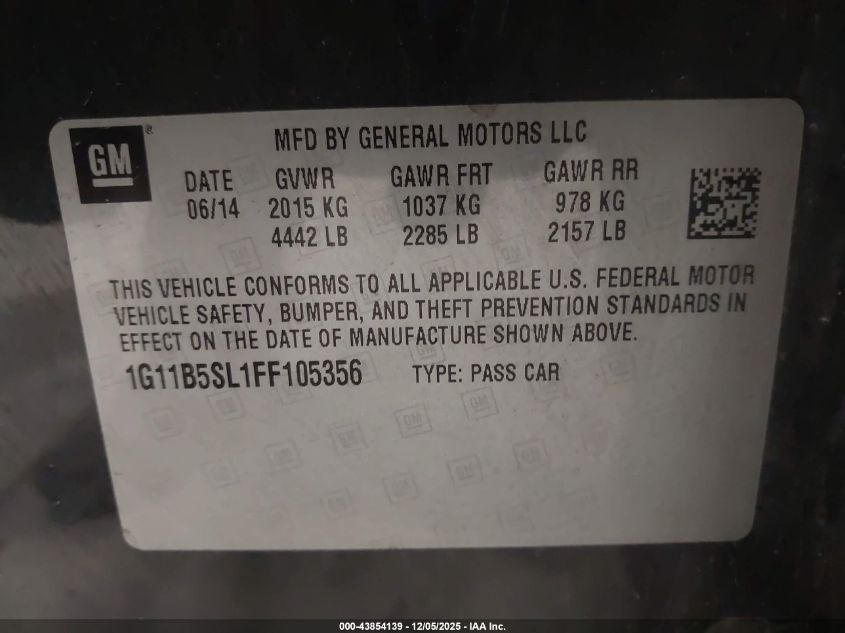 GM ®
MFD BY GENERAL MOTORS LLC
DATE GVWR GAWR FRT GAWR RR
06/14 2015 KG 1037 KG 978 KG
4442 LB 2285 LB 2157 LB
THIS VEHICLE CONFORMS TO ALL APPLICABLE U.S. FEDERAL MOTOR
VEHICLE SAFETY, BUMPER, AND THEFT PREVENTION STANDARDS IN
EFFECT ON THE DATE OF MANUFACTURE SHOWN ABOVE.
1G11B5SL1FF105356 TYPE: PASS CAR
000-43854139 - 12/05/2025 - IAA Inc.